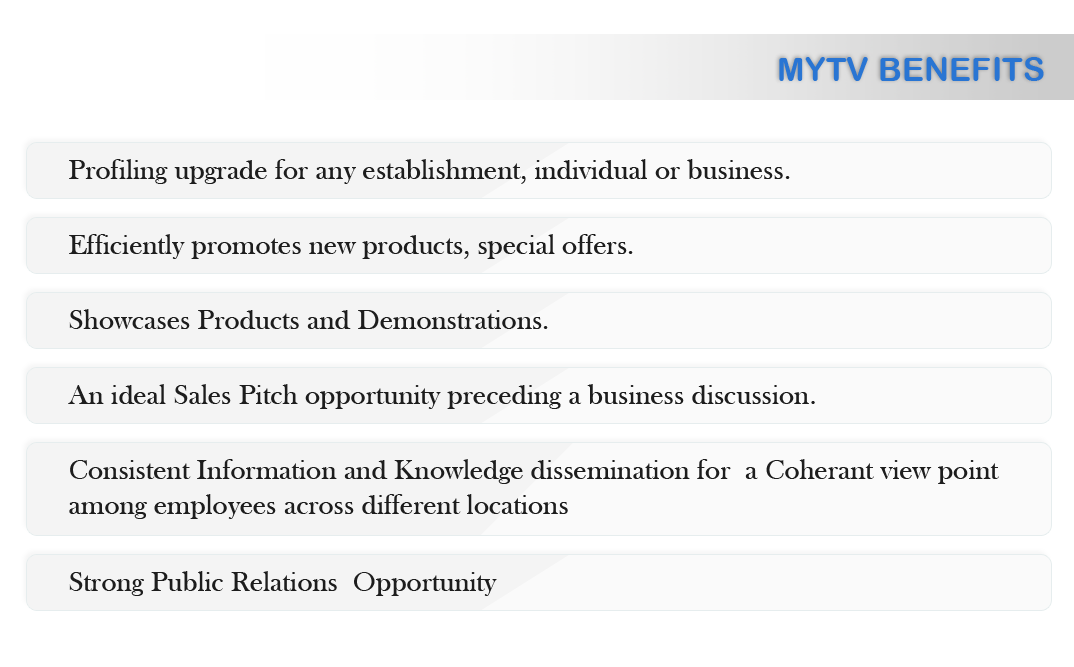 MYTV BENEFITS
Profiling upgrade for any establishment, individual or business.
Efficiently promotes new products, special offers.
Showcases Products and Demonstrations.
An ideal Sales Pitch opportunity preceding a business discussion.
Consistent Information and Knowledge dissemination for  a Coherant view point
among employees across different locations
Strong Public Relations  Opportunity